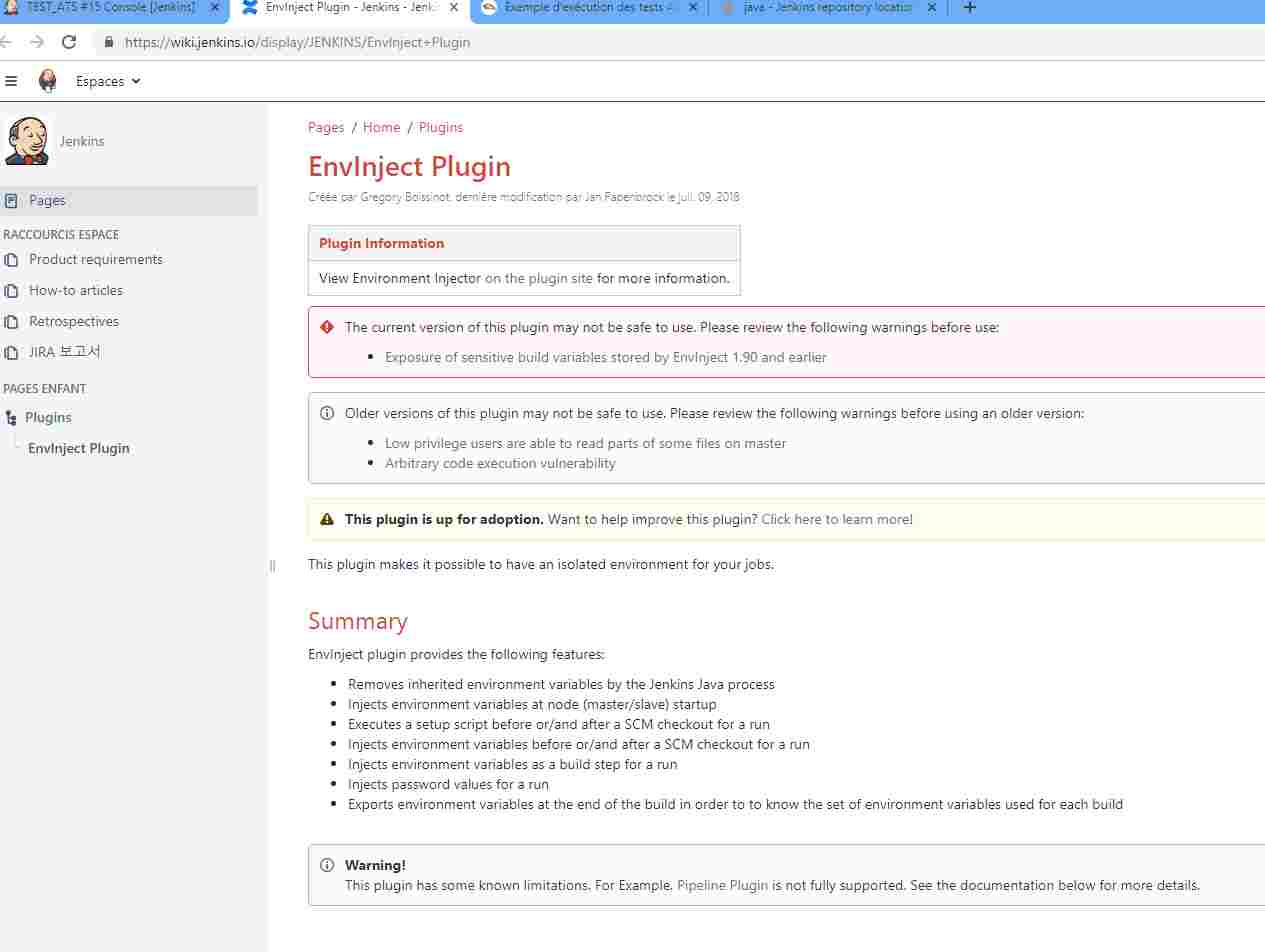 TEST_ATS #15 Console [Jenkins]
EnvInject Plugin - Jenkins - Jenki
Exemple d'exécution des tests
java - Jenkins repository location
https://wiki.jenkins.io/display/JENKINS/EnvInject+Plugin
Espaces
Jenkins
Pages
RACCOURCIS ESPACE
Product requirements
How-to articles
Retrospectives
JIRA 보고서
PAGES ENFANT
Plugins
EnvInject Plugin
Pages / Home / Plugins
EnvInject Plugin
Créée par Gregory Boissinot, dernière modification par Jan Papenbrock le juil. 09, 2018
Plugin Information
View Environment Injector on the plugin site for more information.
The current version of this plugin may not be safe to use. Please review the following warnings before use:
Exposure of sensitive build variables stored by EnvInject 1.90 and earlier
Older versions of this plugin may not be safe to use. Please review the following warnings before using an older version:
Low privilege users are able to read parts of some files on master
Arbitrary code execution vulnerability
This plugin is up for adoption. Want to help improve this plugin? Click here to learn more!
This plugin makes it possible to have an isolated environment for your jobs.
Summary
EnvInject plugin provides the following features:
Removes inherited environment variables by the Jenkins Java process
Injects environment variables at node (master/slave) startup
Executes a setup script before or/and after a SCM checkout for a run
Injects environment variables before or/and after a SCM checkout for a run
Injects environment variables as a build step for a run
Injects password values for a run
Exports environment variables at the end of the build in order to to know the set of environment variables used for each build
Warning!
This plugin has some known limitations. For Example, Pipeline Plugin is not fully supported. See the documentation below for more details.